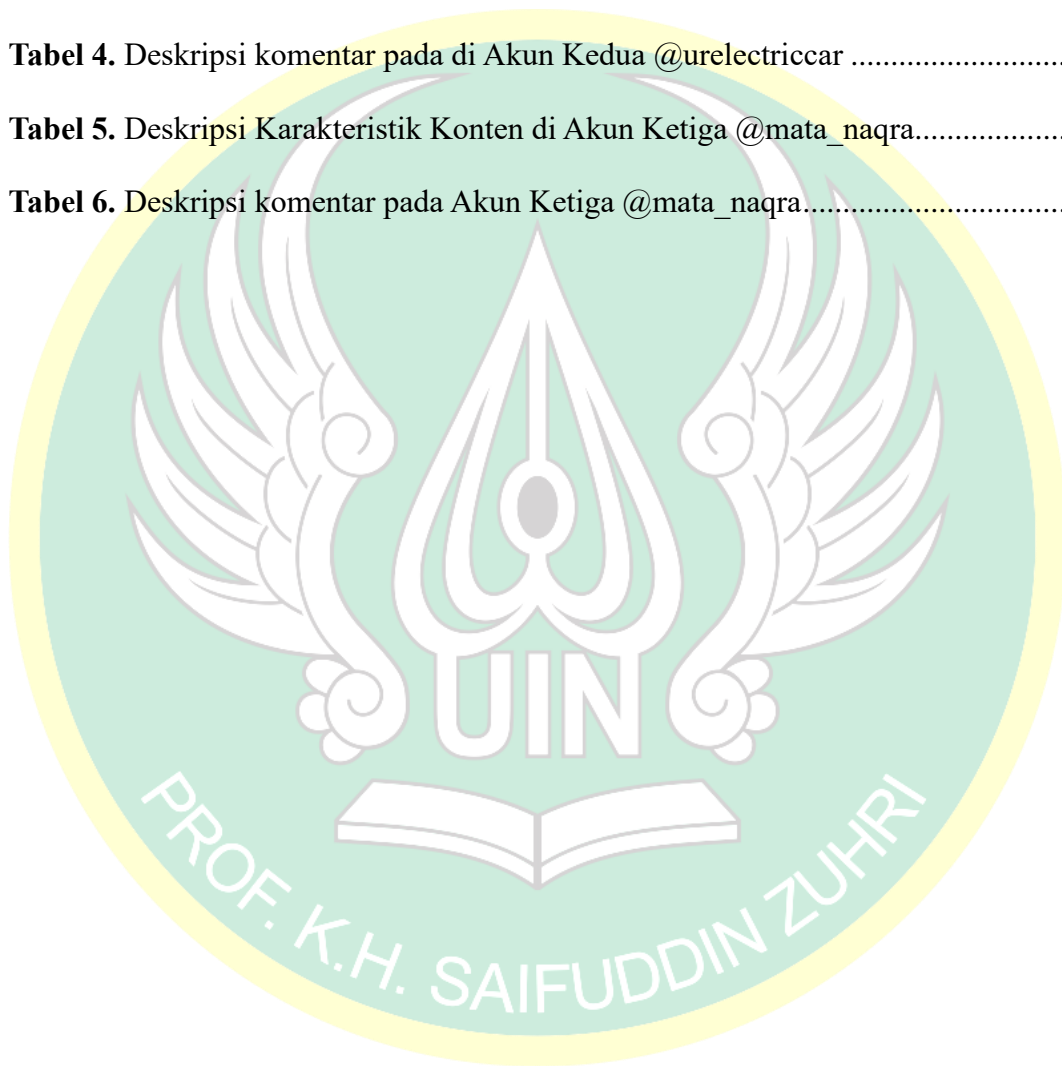 Tabel 4. Deskripsi komentar pada di Akun Kedua @urelectriccar ..........................
Tabel 5. Deskripsi Karakteristik Konten di Akun Ketiga @mata_naqra...................
Tabel 6. Deskripsi komentar pada Akun Ketiga @mata_naqra.................................
UIN
PROF. K.H. SAIFUDDIN ZUHRI